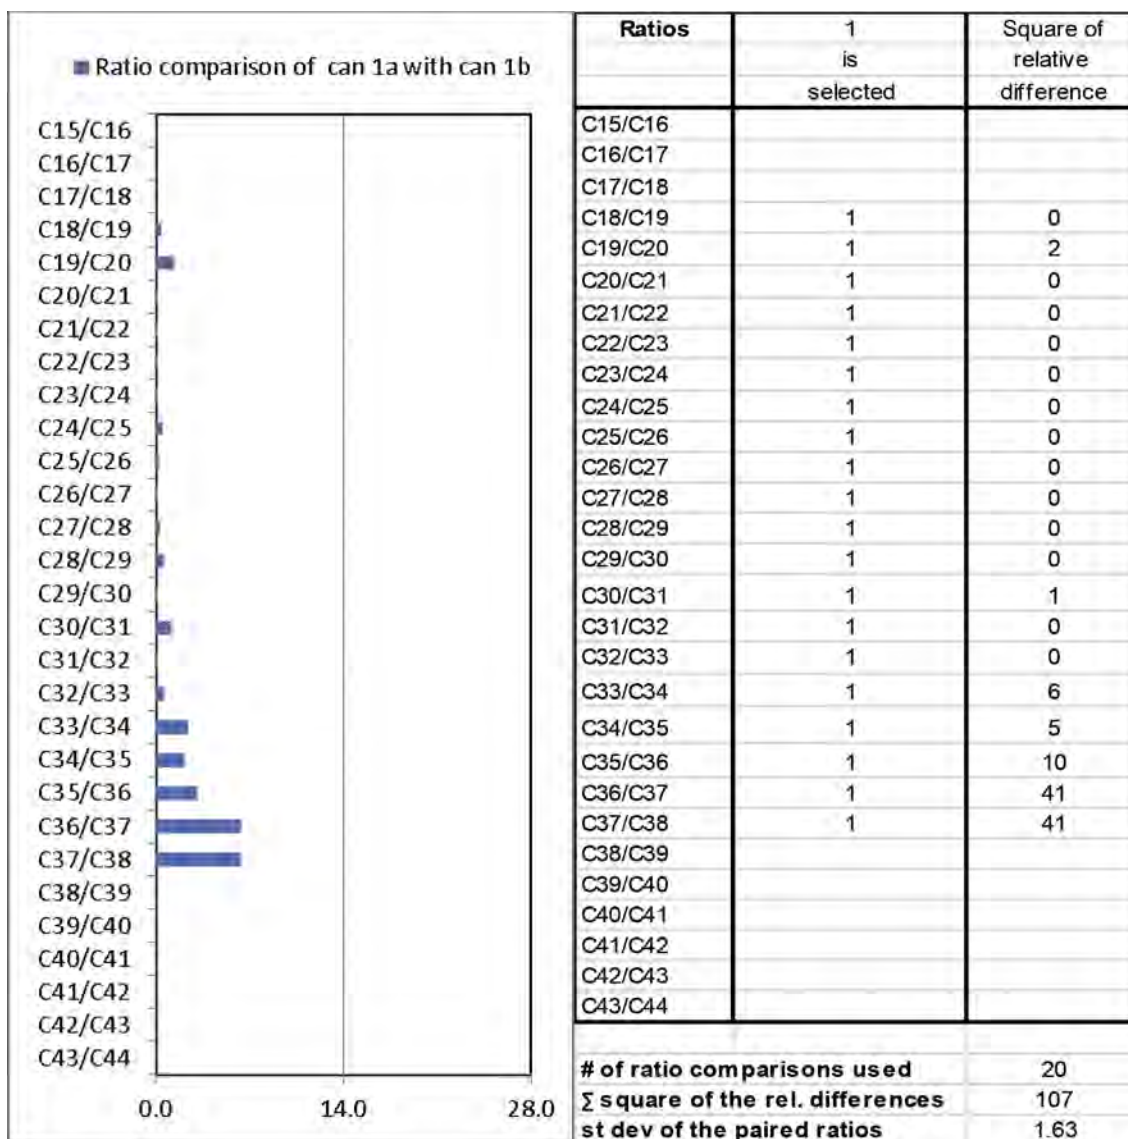 Ratio comparison of can 1a with can 1b
C15/C16
C16/C17
C17/C18
C18/C19
C19/C20
C20/C21
C21/C22
C22/C23
C23/C24
C24/C25
C25/C26
C26/C27
C27/C28
C28/C29
C29/C30
C30/C31
C31/C32
C32/C33
C33/C34
C34/C35
C35/C36
C36/C37
C37/C38
C38/C39
C39/C40
C40/C41
C41/C42
C42/C43
C43/C44
0.0 14.0 28.0
Ratios 1 Square of
is relative
selected difference
C15/C16
C16/C17
C17/C18
C18/C19 1 0
C19/C20 1 2
C20/C21 1 0
C21/C22 1 0
C22/C23 1 0
C23/C24 1 0
C24/C25 1 0
C25/C26 1 0
C26/C27 1 0
C27/C28 1 0
C28/C29 1 0
C29/C30 1 0
C30/C31 1 1
C31/C32 1 0
C32/C33 1 0
C33/C34 1 6
C34/C35 1 5
C35/C36 1 10
C36/C37 1 41
C37/C38 1 41
C38/C39
C39/C40
C40/C41
C41/C42
C42/C43
C43/C44
# of ratio comparisons used 20
∑ square of the rel. differences 107
st dev of the paired ratios 1.63